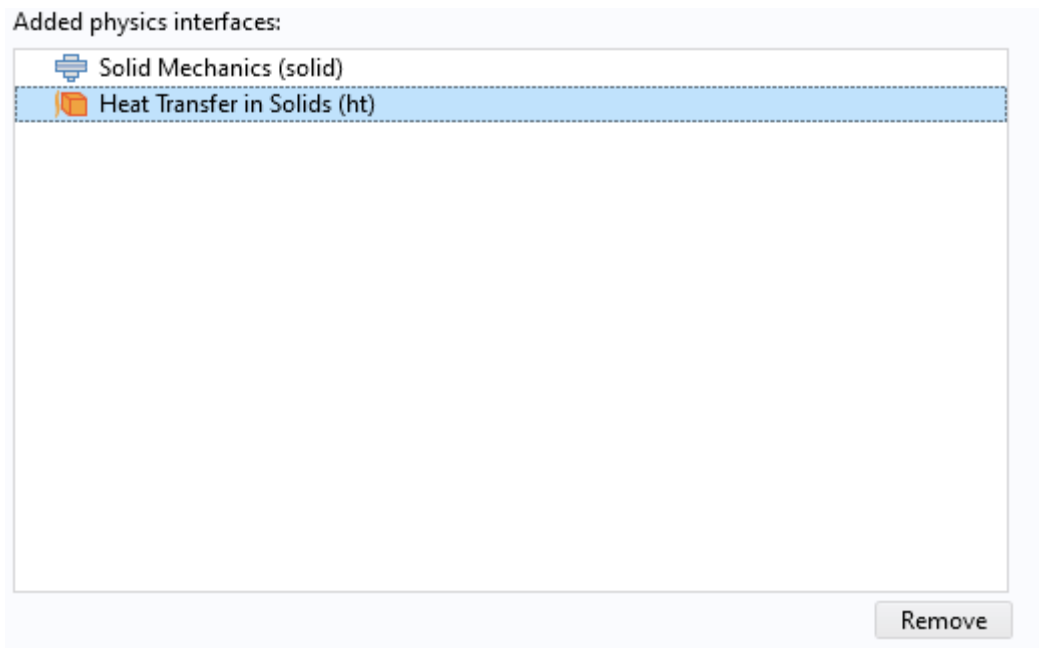 Added physics interfaces:
Solid Mechanics (solid)
Heat Transfer in Solids (ht)
Remove